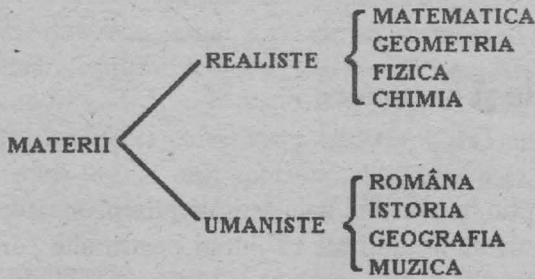 MATERII
REALISTE
MATEMATICA
GEOMETRIA
FIZICA
CHIMIA
UMANISTE
ROMÂNA
ISTORIA
GEOGRAFIA
MUZICA